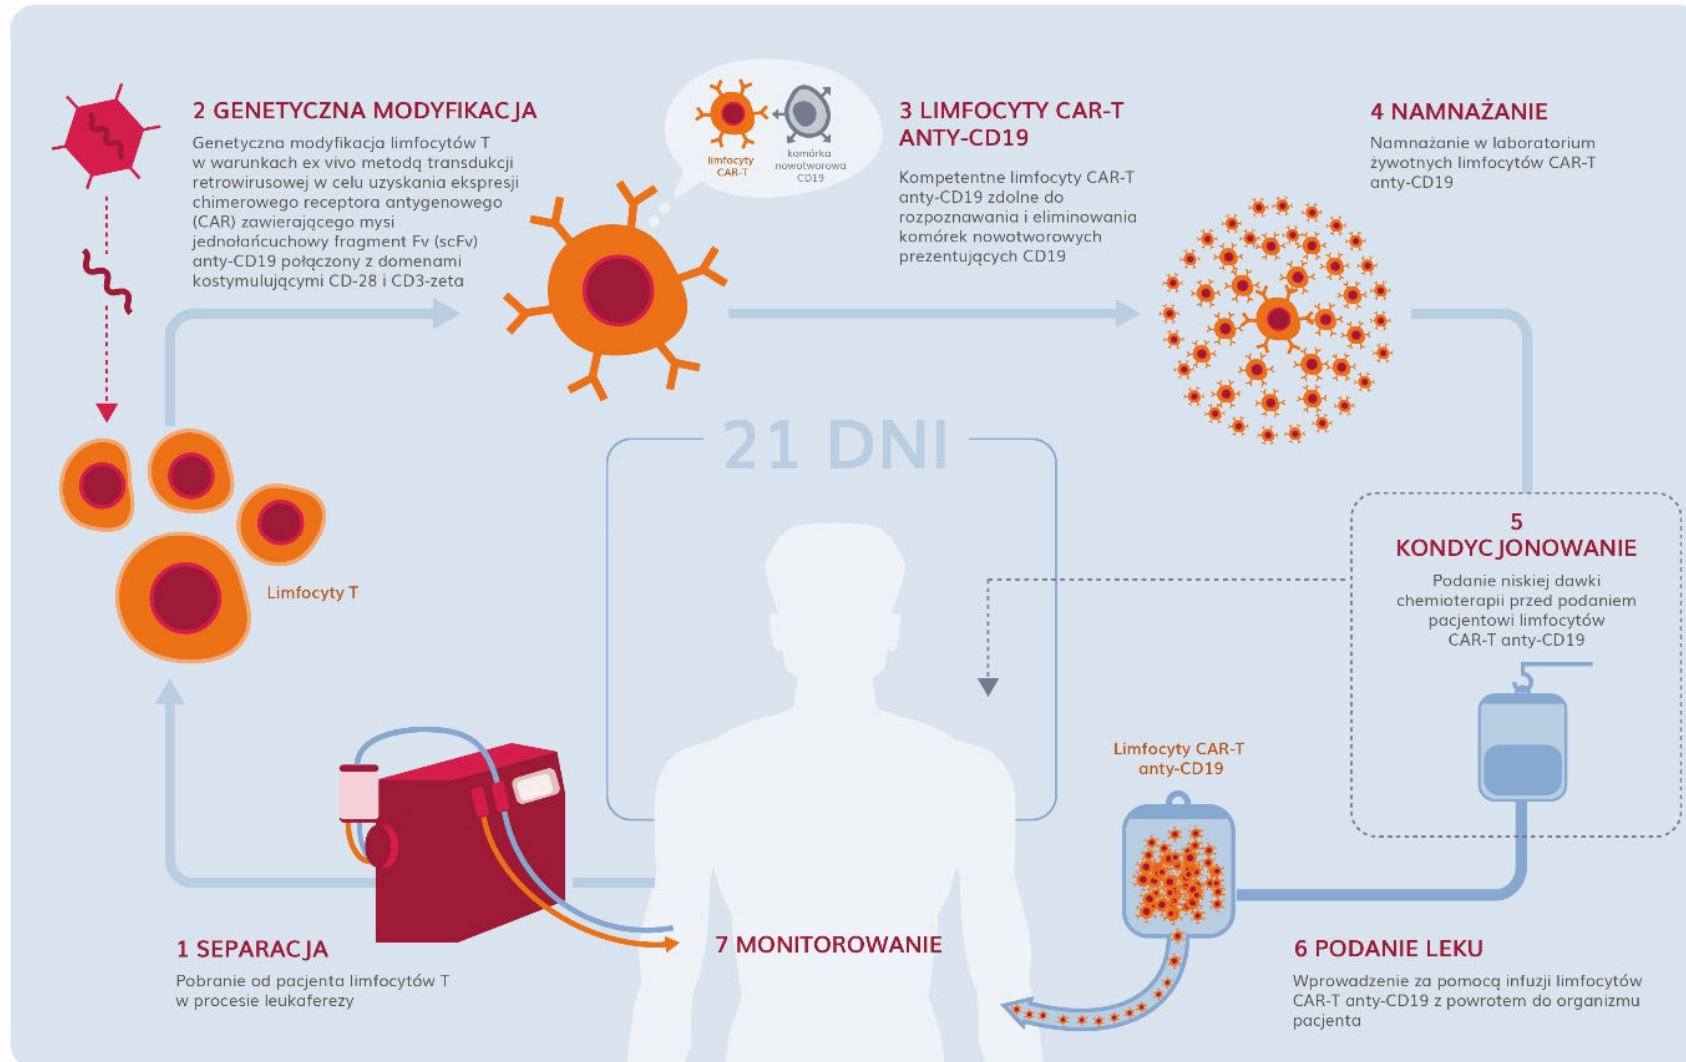 2 GENETYCZNA MODYFIKACJA
Genetyczna modyfikacja limfocytów T
w warunkach ex vivo metodą transdukcji
retrowirusowej w celu uzyskania ekspresji
chimerowego receptora antygenowego
(CAR) zawierającego mysi
jednołańcuchowy fragment Fv (scFv)
anty-CD19 połączony z domenami
kostymulującymi CD-28 i CD3-zeta
limfocyty
CAR-T
komórka
nowotworowa
CD19
3 LIMFOCYTY CAR-T
ANTY-CD19
Kompetentne limfocyty CAR-T
anty-CD19 zdolne do
rozpoznawania i eliminowania
komórek nowotworowych
prezentujących CD19
4 NAMNAŻANIE
Namnażanie w laboratorium
żywotnych limfocytów CAR-T
anty-CD19
21 DNI
Limfocyty T
5
KONDYCJONOWANIE
Podanie niskiej dawki
chemioterapii przed podaniem
pacjentowi limfocytów
CAR-T anty-CD19
Limfocyty CAR-T
anty-CD19
1 SEPARACJA
Pobranie od pacjenta limfocytów T
w procesie leukaferezy
7 MONITOROWANIE
6 PODANIE LEKU
Wprowadzenie za pomocą infuzji limfocytów
CAR-T anty-CD19 z powrotem do organizmu
pacjenta